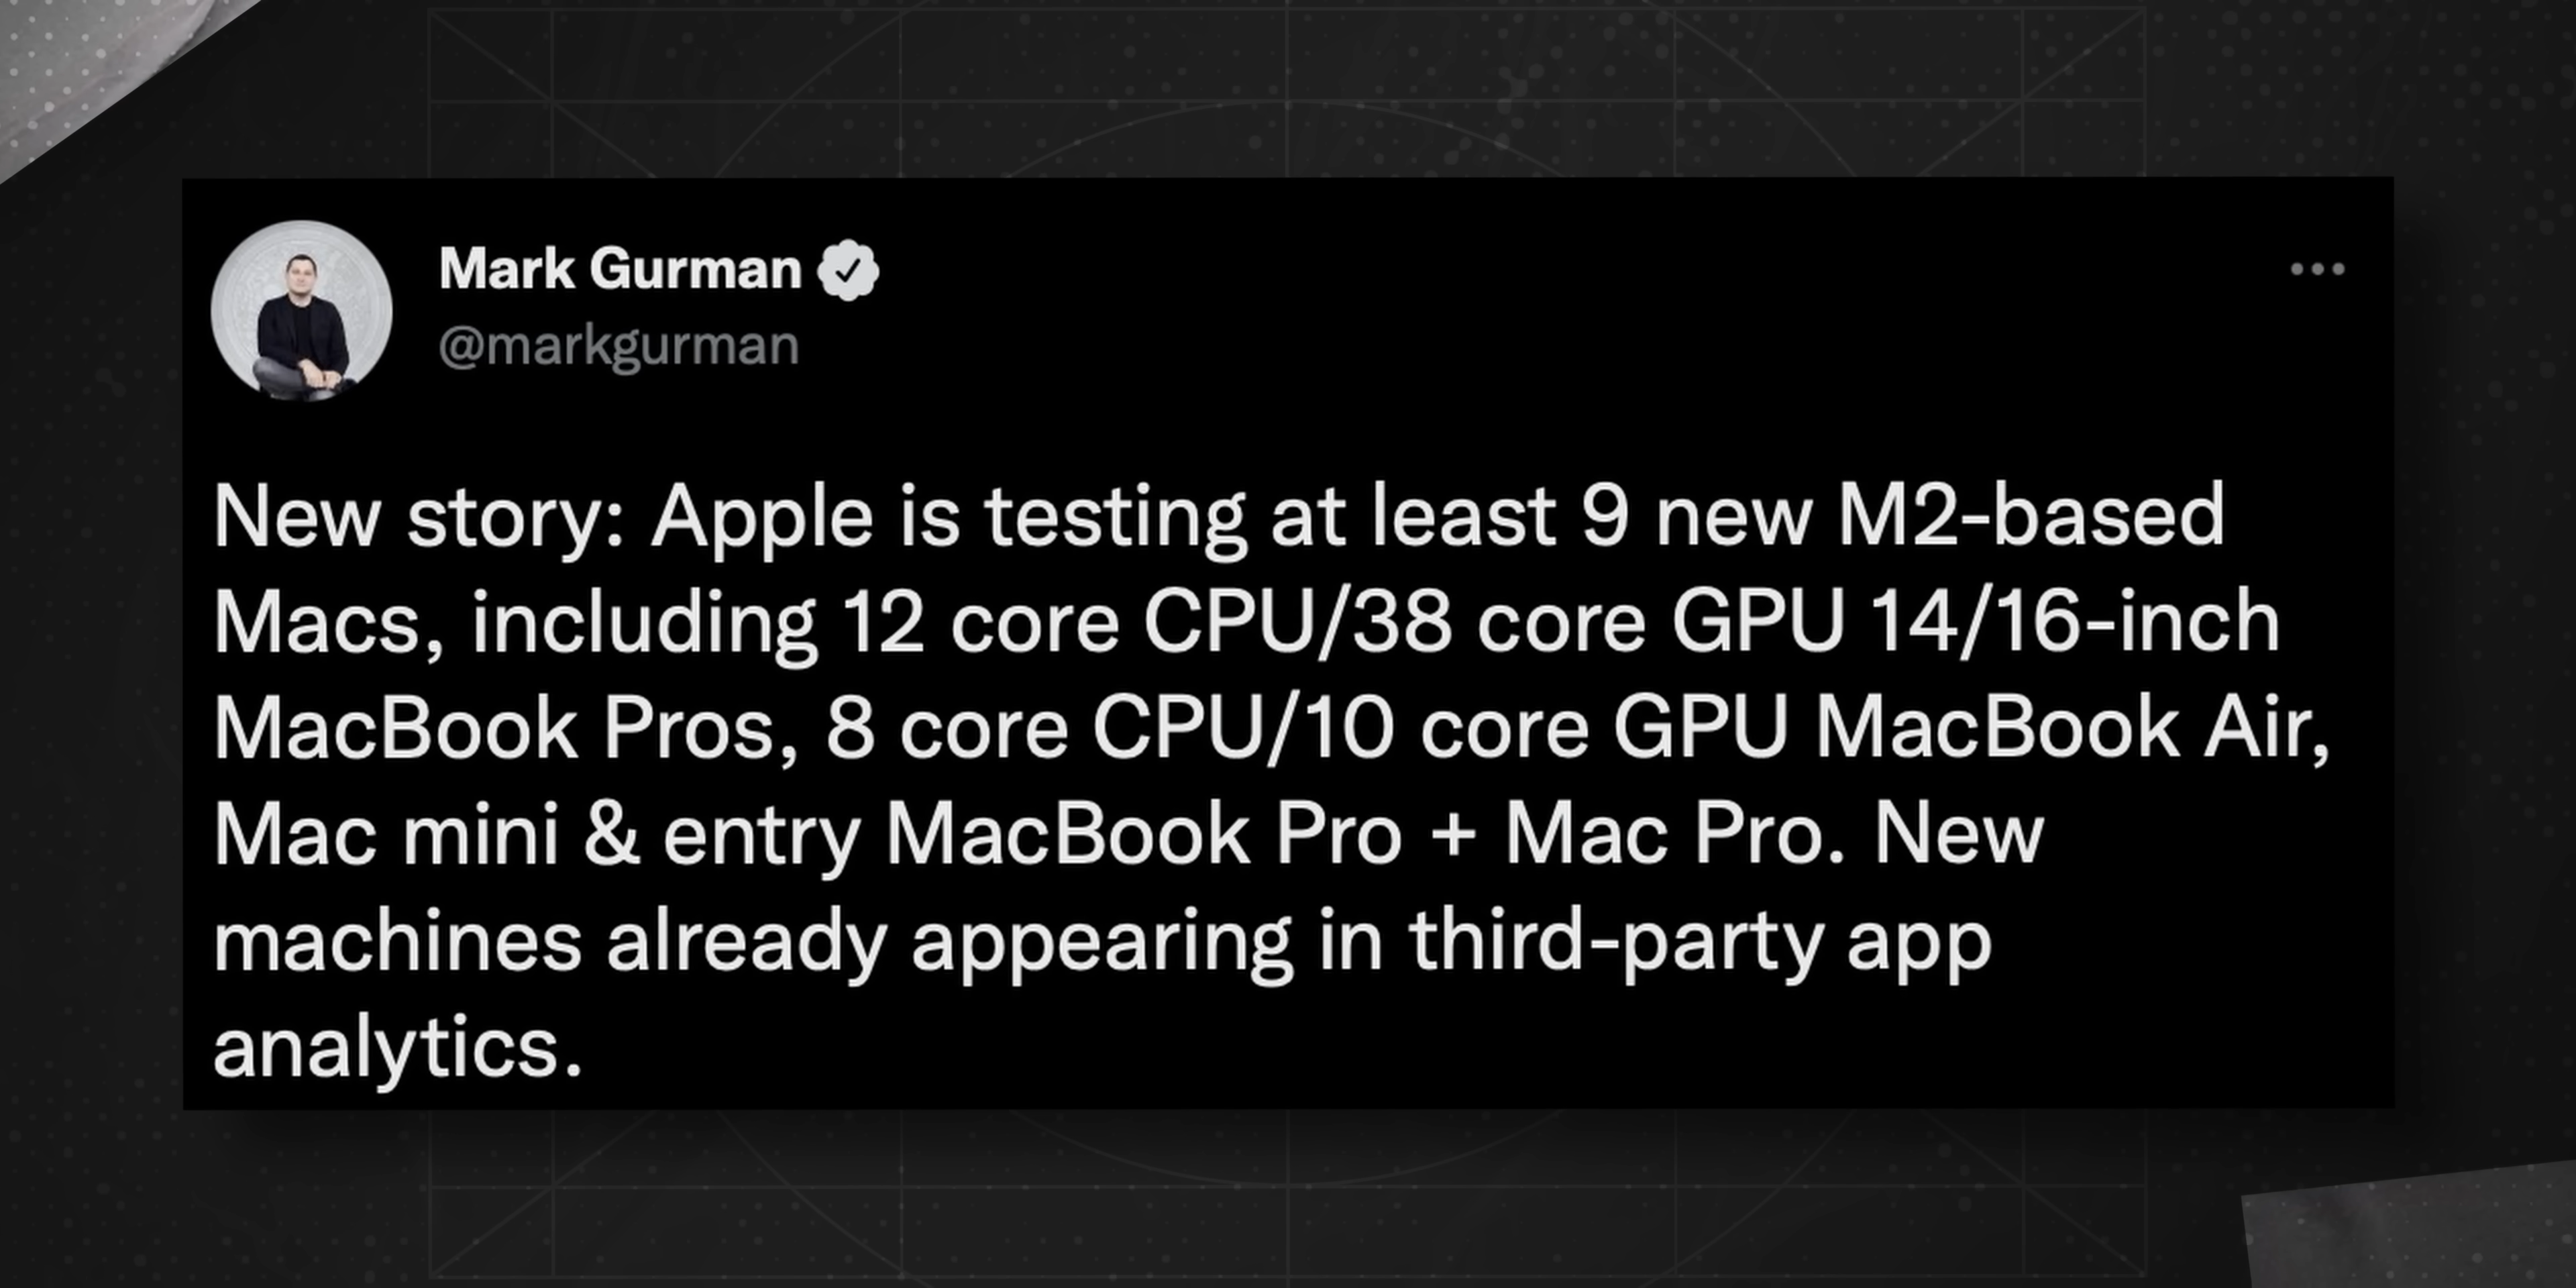 Mark Gurman
@markgurman
New story: Apple is testing at least 9 new M2-based
Macs, including 12 core CPU/38 core GPU 14/16-inch
MacBook Pros, 8 core CPU/10 core GPU MacBook Air,
Mac mini & entry MacBook Pro + Mac Pro. New
machines already appearing in third-party app
analytics.